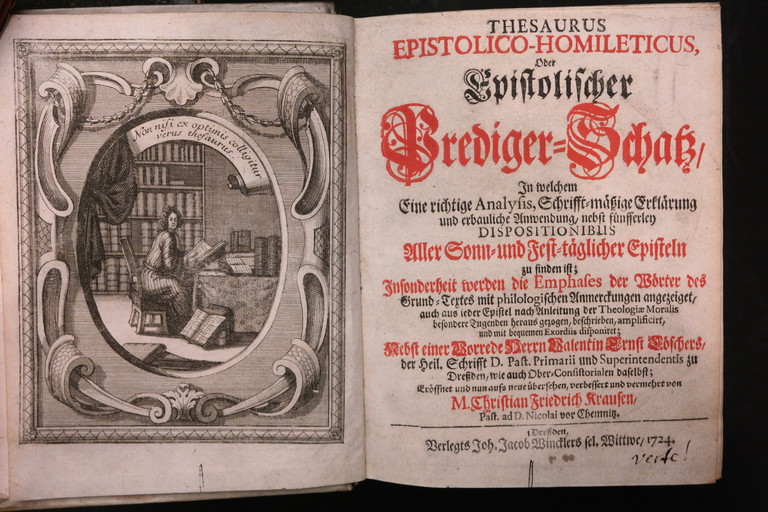 Non nisi ex optimis colligitur
verus thesaurus.
THESAURUS
EPISTOLICO-HOMILETICUS,
Oder
Epistolischer
Prediger-Schatz/
In welchem
Eine richtige Analysis, Schrifft-mäßige Erklärung
und erbauliche Anwendung/ nebst fünfferley
DISPOSITIONIBUS
Aller Sonn- und Fest-täglicher Episteln
zu finden ist;
Insonderheit werden die Emphases der Wörter des
Grund-Textes mit philologischen Anmerckungen angezeiget/
auch aus ieder Epistel nach Anleitung der Theologiæ Moralis
besondere Tugenden heraus gezogen, beschrieben, amplificirt,
und mit bequemen Exordiis disponiret;
Nebst einer Vorrede Herrn Valentin Ernst Löschers,
der Heil. Schrifft D. Past. Primarii und Superintendentis zu
Dreßden, wie auch Ober-Consistorialen daselbst;
Eröffnet und nun aufs neue übersehen, verbessert und vermehrt von
M. Christian Friedrich Krausen,
Past. ad D. Nicolai vor Chemnitz.
Dreßden,
Verlegts Joh. Jacob Wincklers sel. Wittwe, 1724.
verte!